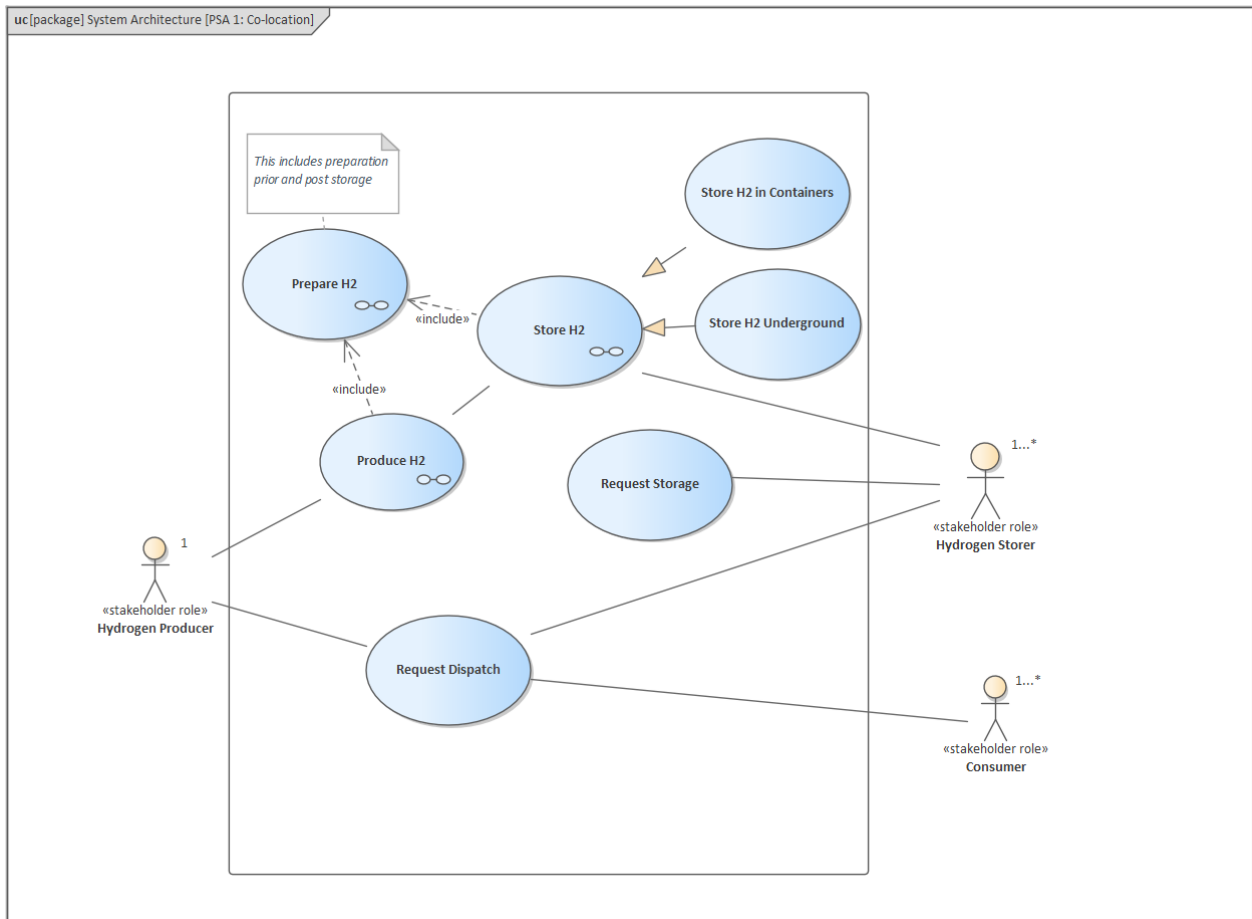 uc [package] System Architecture [PSA 1: Co-location]
This includes preparation
prior and post storage
Store H2 in Containers
Prepare H2
«include»
Store H2
Store H2 Underground
«include»
Produce H2
Request Storage
1...*
«stakeholder role»
Hydrogen Storer
1
«stakeholder role»
Hydrogen Producer
Request Dispatch
1...*
«stakeholder role»
Consumer